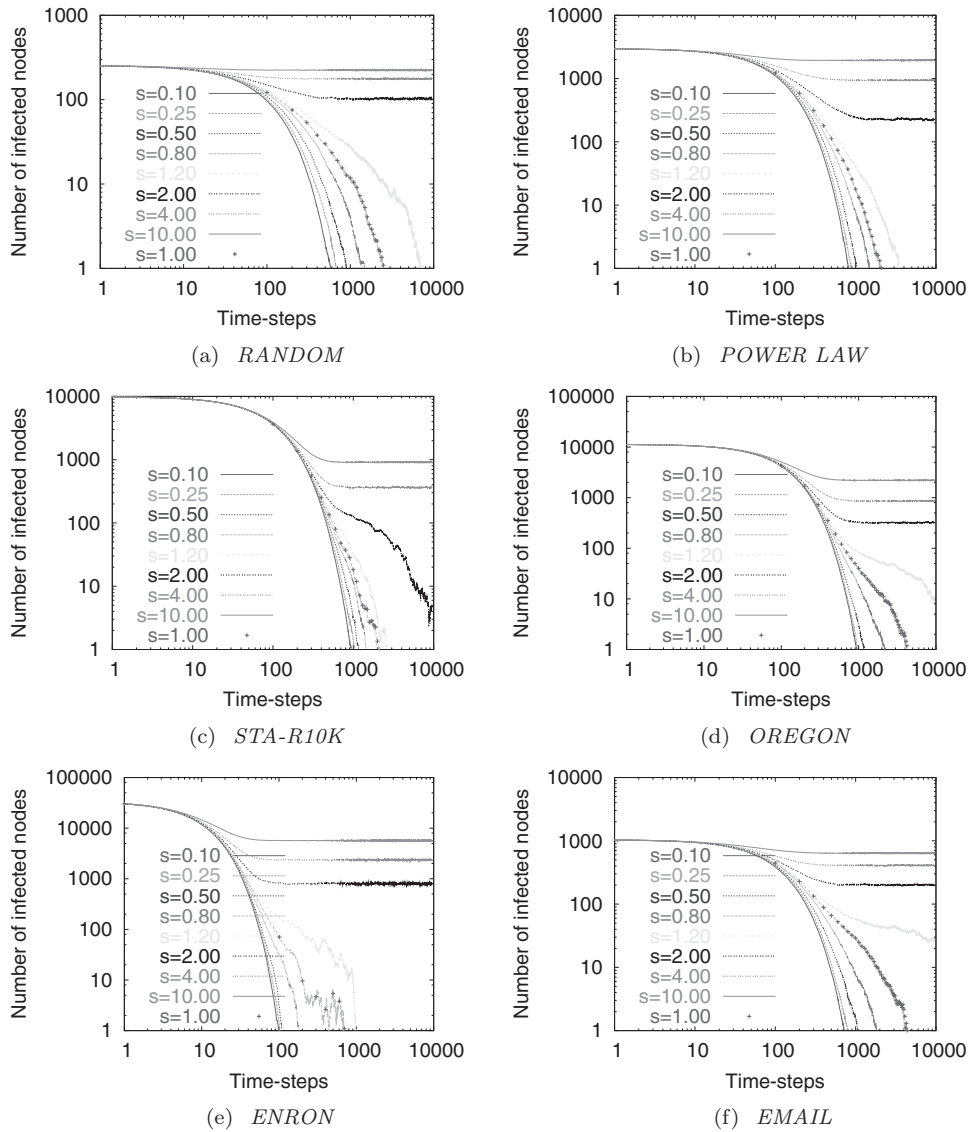 Number of infected nodes
1000
100
10
1
s=0.10
s=0.25
s=0.50
s=0.80
s=1.20
s=2.00
s=4.00
s=10.00
s=1.00
1 10 100 1000 10000
Time-steps
(a) RANDOM
Number of infected nodes
10000
1000
100
10
1
s=0.10
s=0.25
s=0.50
s=0.80
s=1.20
s=2.00
s=4.00
s=10.00
s=1.00
1 10 100 1000 10000
Time-steps
(b) POWER LAW
Number of infected nodes
10000
1000
100
10
1
s=0.10
s=0.25
s=0.50
s=0.80
s=1.20
s=2.00
s=4.00
s=10.00
s=1.00
1 10 100 1000 10000
Time-steps
(c) STA-R10K
Number of infected nodes
100000
10000
1000
100
10
1
s=0.10
s=0.25
s=0.50
s=0.80
s=1.20
s=2.00
s=4.00
s=10.00
s=1.00
1 10 100 1000 10000
Time-steps
(d) OREGON
Number of infected nodes
100000
10000
1000
100
10
1
s=0.10
s=0.25
s=0.50
s=0.80
s=1.20
s=2.00
s=4.00
s=10.00
s=1.00
1 10 100 1000 10000
Time-steps
(e) ENRON
Number of infected nodes
10000
1000
100
10
1
s=0.10
s=0.25
s=0.50
s=0.80
s=1.20
s=2.00
s=4.00
s=10.00
s=1.00
1 10 100 1000 10000
Time-steps
(f) EMAIL